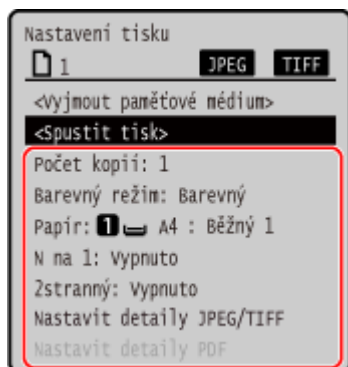 Nastavení tisku
1 JPEG TIFF
<Vyjmout paměťové médium>
<Spustit tisk>
Počet kopií: 1
Barevný režim: Barevný
Papír: 1 A4 : Běžný 1
N na 1: Vypnuto
2stranný: Vypnuto
Nastavit detaily JPEG/TIFF
Nastavit detaily PDF